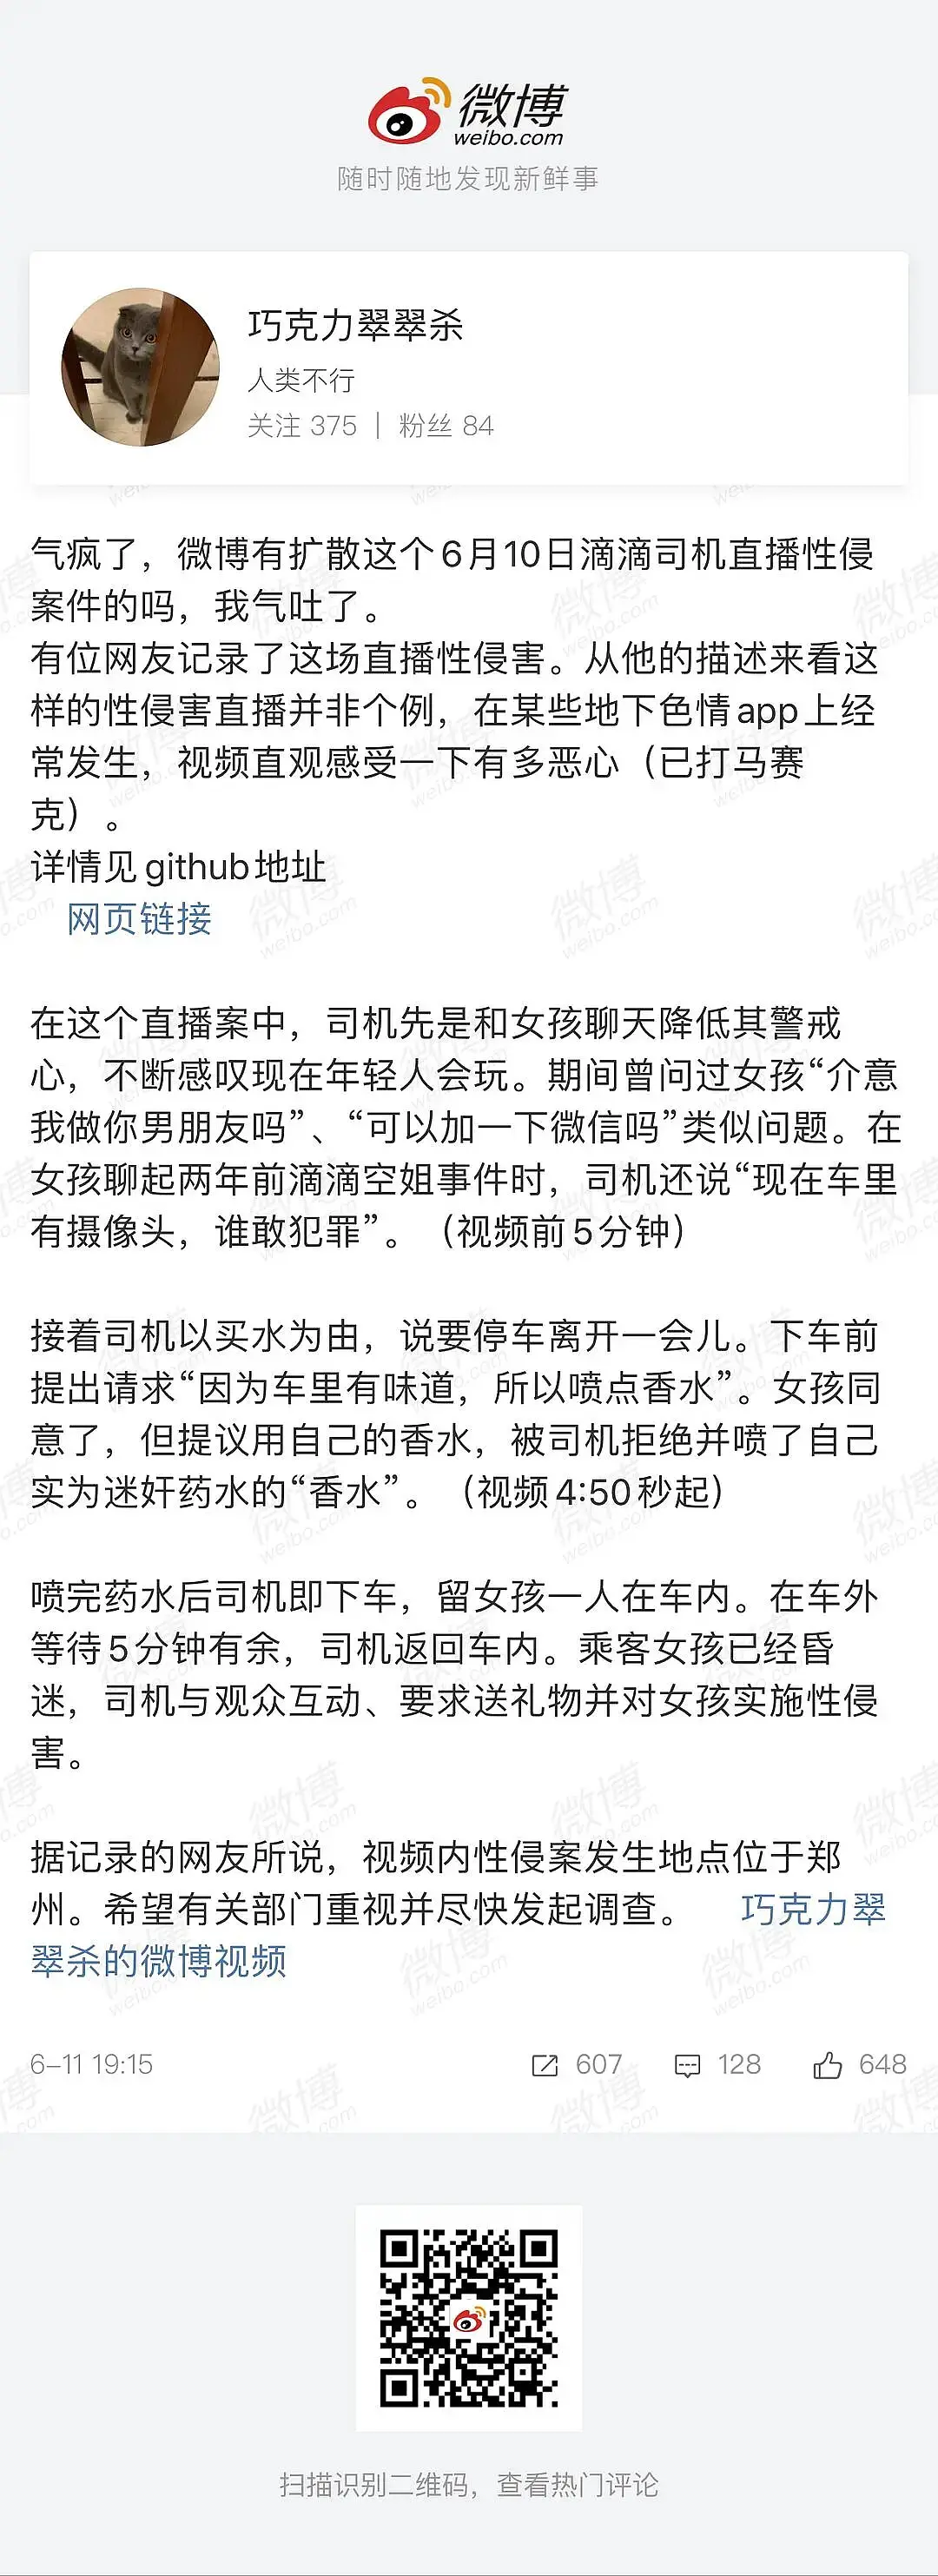 微博
weibo.com
随时随地发现新鲜事
巧克力翠翠杀
人类不行
关注 375 | 粉丝 84
气疯了，微博有扩散这个6月10日滴滴司机直播性侵
案件的吗，我气吐了。
有位网友记录了这场直播性侵害。从他的描述来看这
样的性侵害直播并非个例，在某些地下色情app上经
常发生，视频直观感受一下有多恶心（已打马赛
克）。
详情见github地址
网页链接
在这个直播案中，司机先是和女孩聊天降低其警戒
心，不断感叹现在年轻人会玩。期间曾问过女孩“介意
我做你男朋友吗”、“可以加一下微信吗”类似问题。在
女孩聊起两年前滴滴空姐事件时，司机还说“现在车里
有摄像头，谁敢犯罪”。（视频前5分钟）
接着司机以买水为由，说要停车离开一会儿。下车前
提出请求“因为车里有味道，所以喷点香水”。女孩同
意了，但提议用自己的香水，被司机拒绝并喷了自己
实为迷奸药水的“香水”。（视频4:50秒起）
喷完药水后司机即下车，留女孩一人在车内。在车外
等待5分钟有余，司机返回车内。乘客女孩已经昏
迷，司机与观众互动、要求送礼物并对女孩实施性侵
害。
据记录的网友所说，视频内性侵案发生地点位于郑
州。希望有关部门重视并尽快发起调查。 巧克力翠
翠杀的微博视频
6-11 19:15 607 128 648
扫描识别二维码，查看热门评论